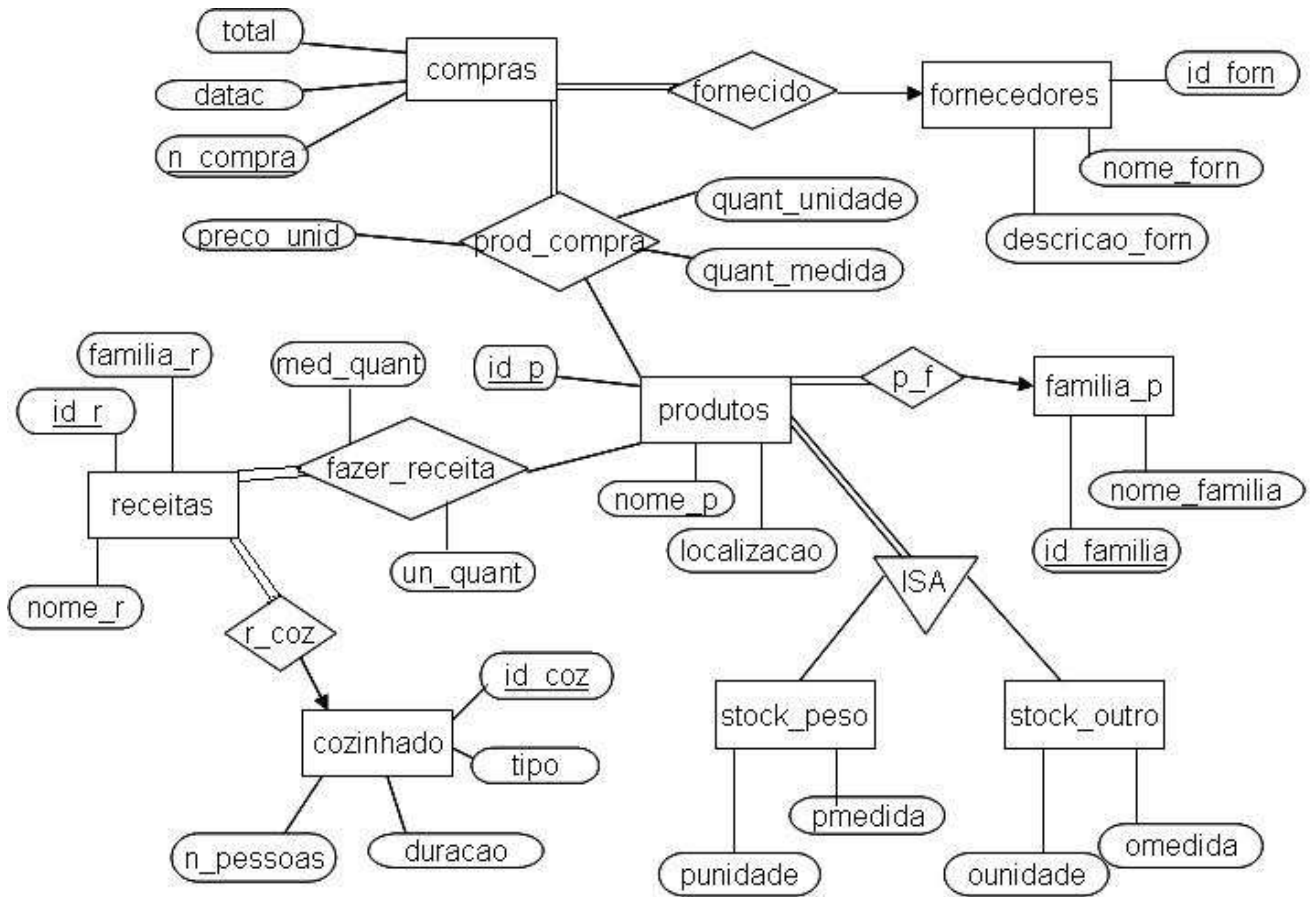 total
compras
datac
fornecido
fornecedores
id_forn
n_compra
nome_forn
quant_unidade
preco_unid
prod_compra
descricao_forn
quant_medida
familia_r
med_quant
id_p
p_f
familia_p
id_r
produtos
fazer_receita
receitas
nome_p
nome_familia
localizacao
id_familia
un_quant
ISA
nome_r
r_coz
id_coz
stock_peso
stock_outro
cozinhado
tipo
pmedida
omedida
n_pessoas
duracao
punidade
ounidade